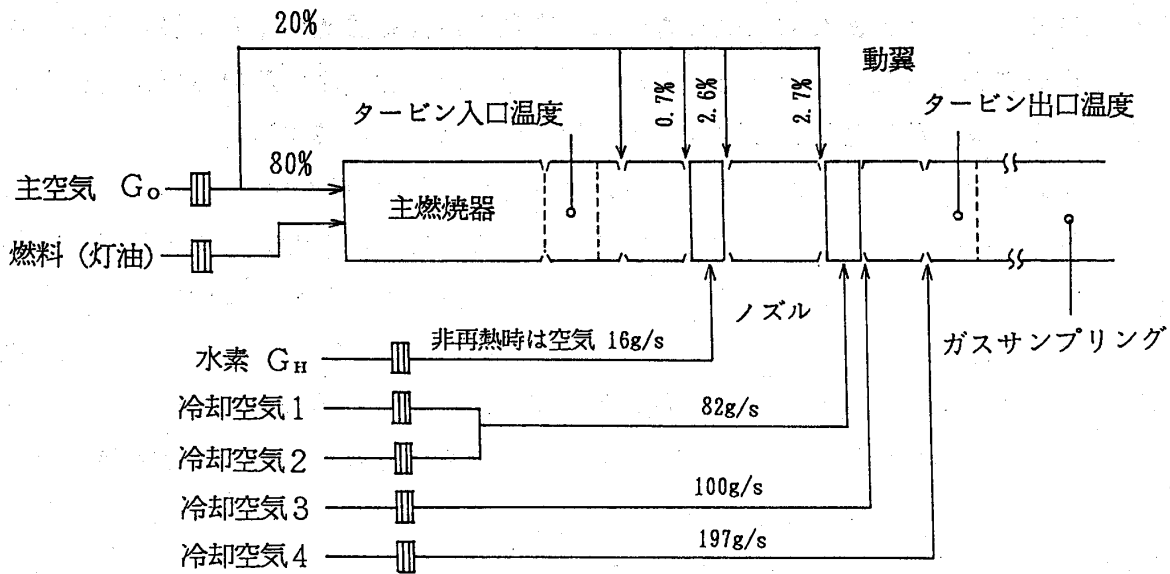 20%
動翼
タービン入口温度
0.7%
2.6%
2.7%
タービン出口温度
80%
主空気 Go
主燃焼器
燃料(灯油)
ノズル
ガスサンプリング
非再熱時は空気 16g/s
水素 GH
冷却空気1
82g/s
冷却空気2
冷却空気3
100g/s
冷却空気4
197g/s